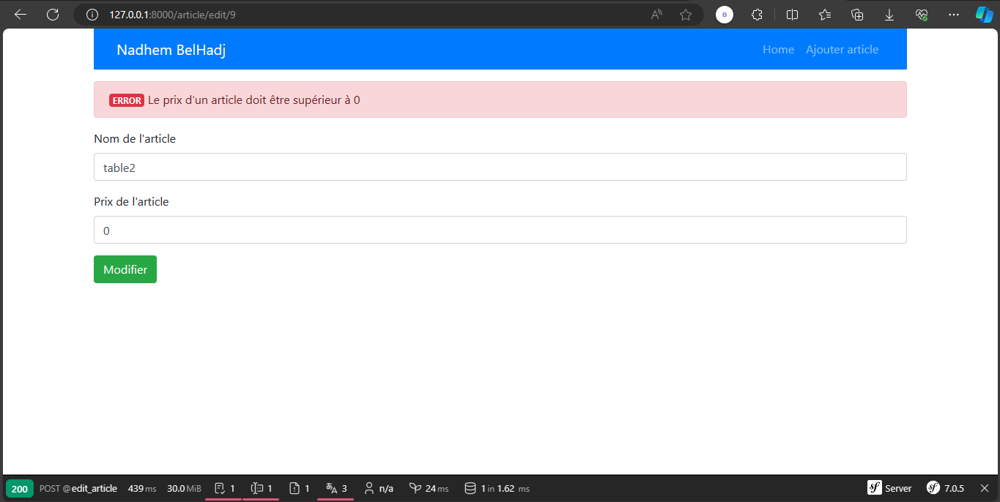 127.0.0.1:8000/article/edit/9
B
Nadhem BelHadj
Home Ajouter article
ERROR Le prix d’un article doit être supérieur à 0
Nom de l'article
table2
Prix de l'article
0
Modifier
200 POST @ edit_article 439 ms 30.0 MiB 1 1 1 3 n/a 24 ms 1 in 1.62 ms Server 7.0.5